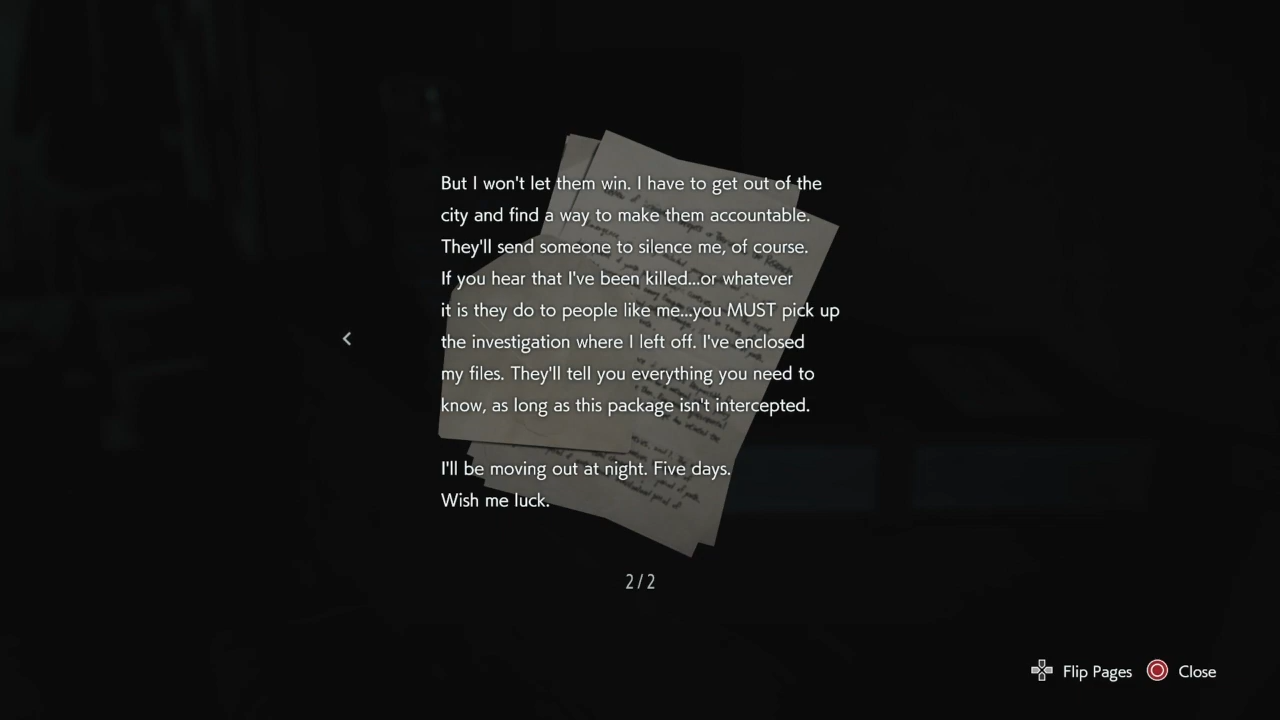 But I won't let them win. I have to get out of the
city and find a way to make them accountable.
They'll send someone to silence me, of course.
If you hear that I've been killed...or whatever
it is they do to people like me...you MUST pick up
the investigation where I left off. I've enclosed
my files. They'll tell you everything you need to
know, as long as this package isn't intercepted.
I'll be moving out at night. Five days.
Wish me luck.
2/2
Flip Pages Close